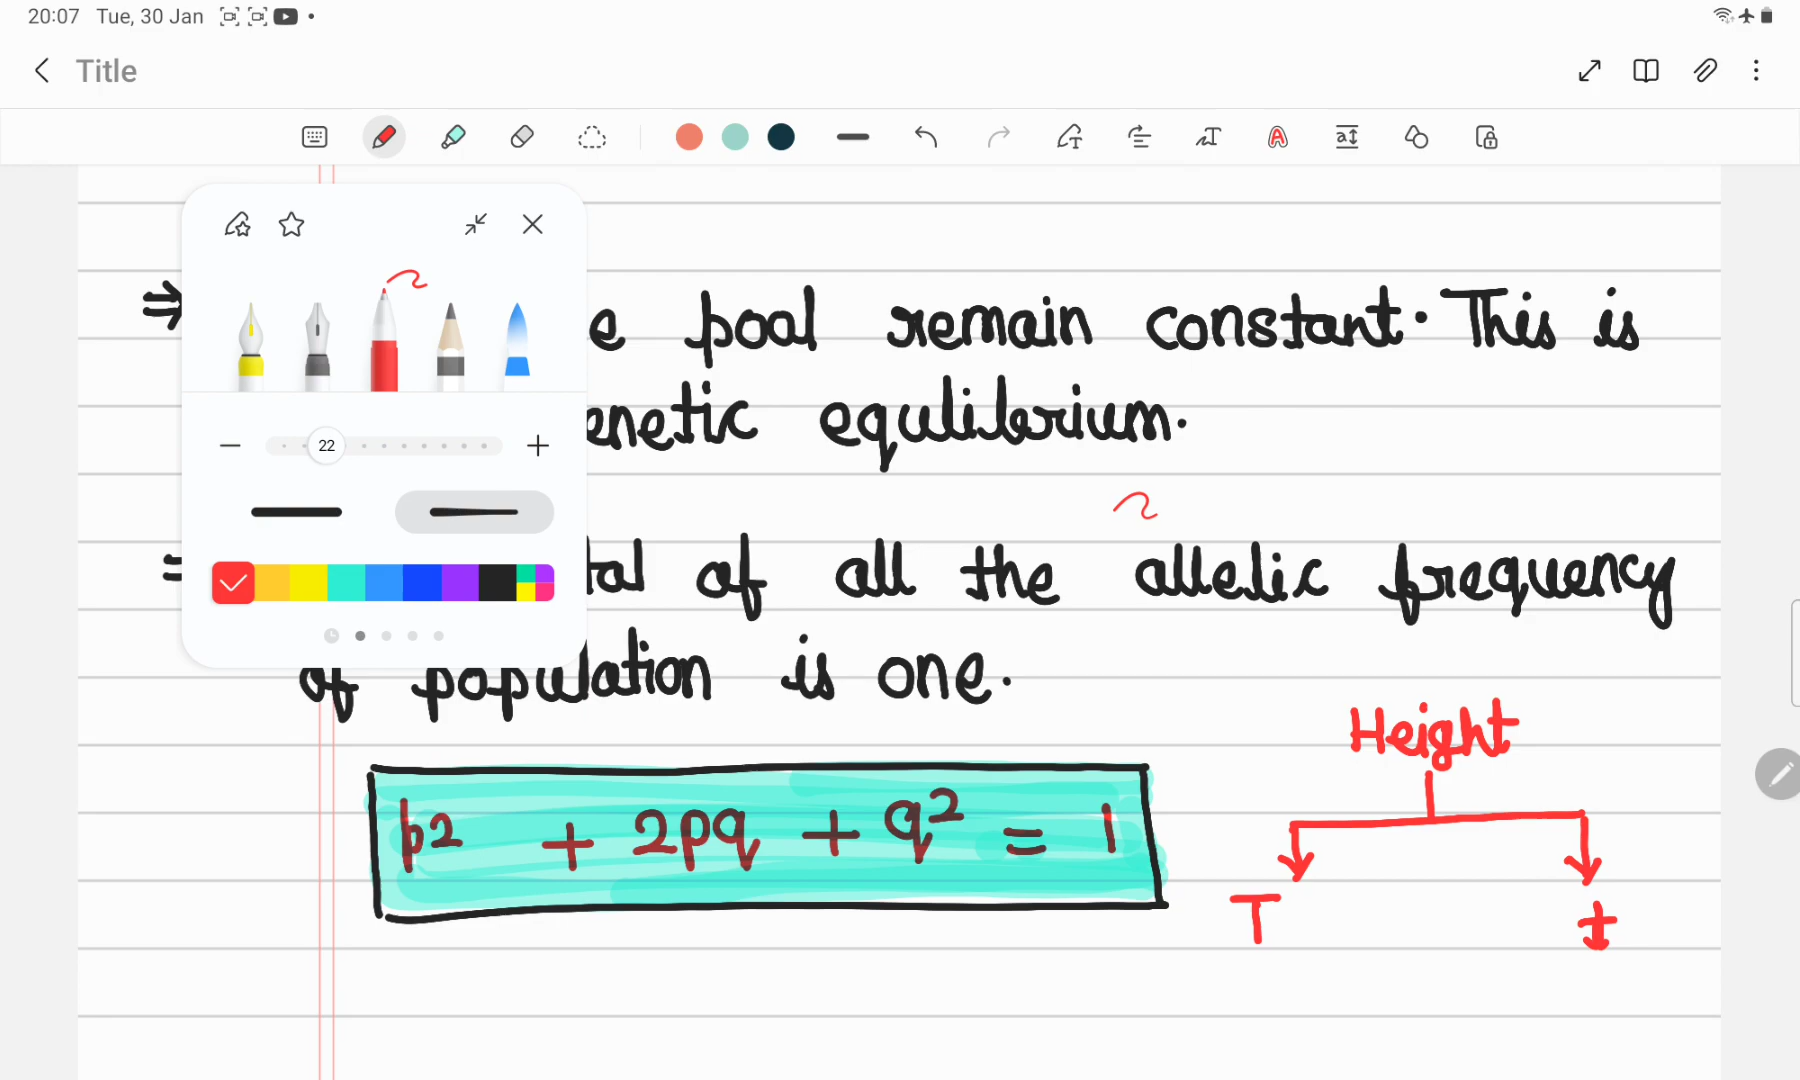 20:07 Tue, 30 Jan
Title
⇒ e pool remain constant. This is
enetic equlibrium.
22
= tal of all the allelic frequency
of population is one.
Height
p² + 2pq + q² = 1
T t